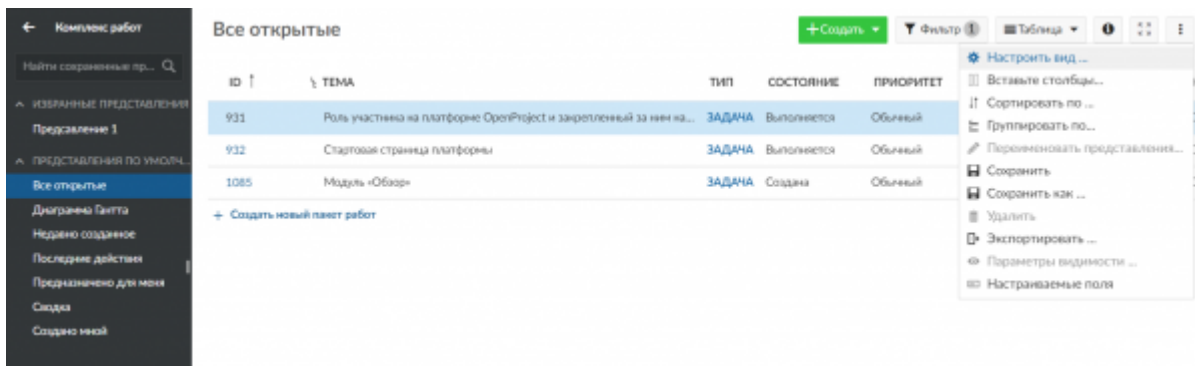 Комплекс работ
Найти сохраненные пр...
ИЗБРАННЫЕ ПРЕДСТАВЛЕНИЯ
Представление 1
ПРЕДСТАВЛЕНИЯ ПО УМОЛЧ...
Все открытые
Диаграмма Гантта
Недавно созданное
Последние действия
Предназначено для меня
Сводка
Создано мной
Все открытые
+ Создать
Фильтр 1
Таблица
ID ТЕМА ТИП СОСТОЯНИЕ ПРИОРИТЕТ
931 Роль участника на платформе OpenProject и закрепленный за ним на... ЗАДАЧА Выполняется Обычный
932 Стартовая страница платформы ЗАДАЧА Выполняется Обычный
1085 Модуль «Обзор» ЗАДАЧА Создана Обычный
+ Создать новый пакет работ
Настроить вид ...
Вставьте столбцы...
Сортировать по ...
Группировать по...
Переименовать представления...
Сохранить
Сохранить как ...
Удалить
Экспортировать ...
Параметры видимости ...
Настраиваемые поля